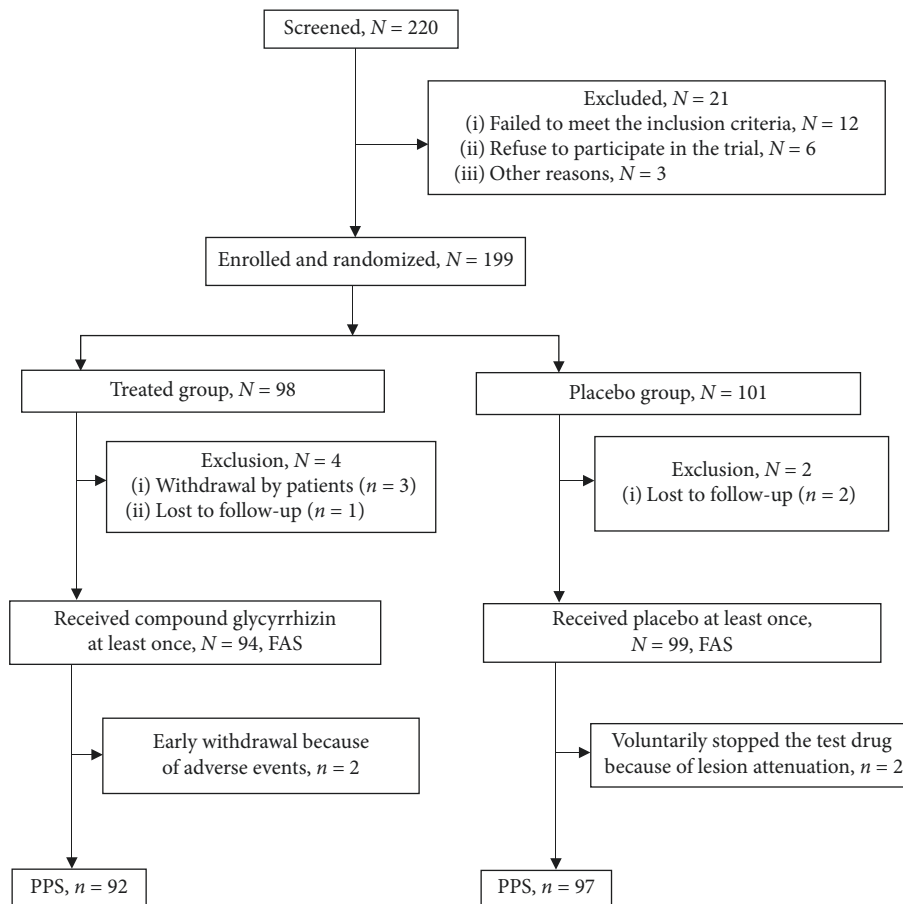 Screened, N = 220
Excluded, N = 21
(i) Failed to meet the inclusion criteria, N = 12
(ii) Refuse to participate in the trial, N = 6
(iii) Other reasons, N = 3
Enrolled and randomized, N = 199
Treated group, N = 98
Placebo group, N = 101
Exclusion, N = 4
(i) Withdrawal by patients (n = 3)
(ii) Lost to follow-up (n = 1)
Exclusion, N = 2
(i) Lost to follow-up (n = 2)
Received compound glycyrrhizin
at least once, N = 94, FAS
Received placebo at least once,
N = 99, FAS
Early withdrawal because
of adverse events, n = 2
Voluntarily stopped the test drug
because of lesion attenuation, n = 2
PPS, n = 92
PPS, n = 97